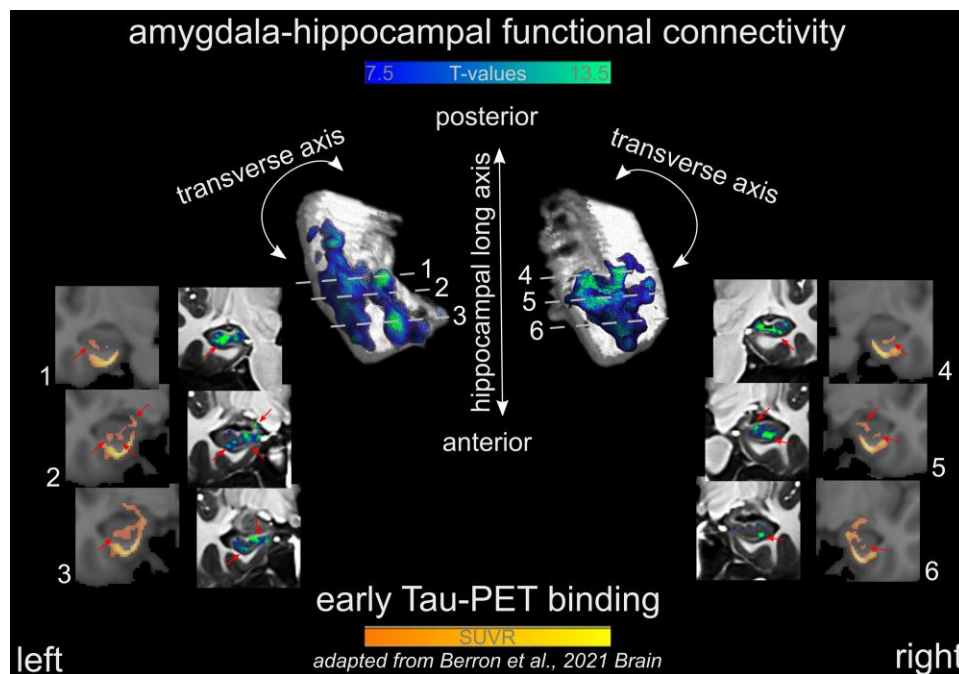 amygdala-hippocampal functional connectivity
7.5 T-values 13.5
posterior
transverse axis
transverse axis
hippocampal long axis
1
2
3
4
5
6
1
4
2
5
3
6
anterior
early Tau-PET binding
SUVR
adapted from Berron et al., 2021 Brain
left
right